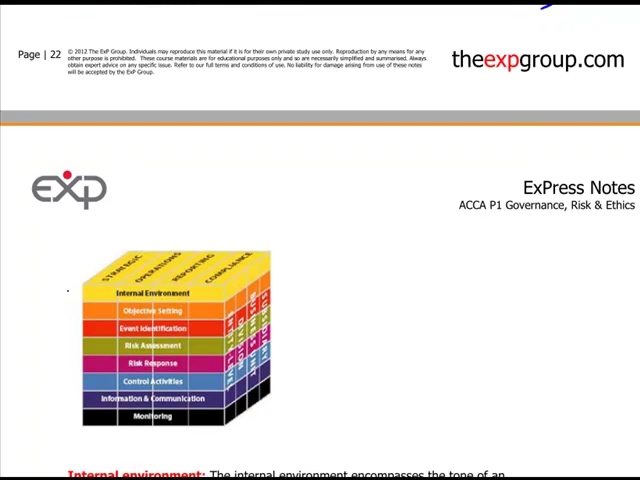 Page | 22
© 2012 The ExP Group. Individuals may reproduce this material if it is for their own private study use only. Reproduction by any means for any
other purpose is prohibited. These course materials are for educational purposes only and so are necessarily simplified and summarised. Always
obtain expert advice on any specific issue. Refer to our full terms and conditions of use. No liability for damage arising from use of these notes
will be accepted by the ExP Group.
theexpgroup.com
exp
ExPress Notes
ACCA P1 Governance, Risk & Ethics
STRATEGIC
OPERATIONS
REPORTING
COMPLIANCE
Internal Environment
Objective Setting
Event Identification
Risk Assessment
Risk Response
Control Activities
Information & Communication
Monitoring
Internal environment: The internal environment encompasses the tone of an